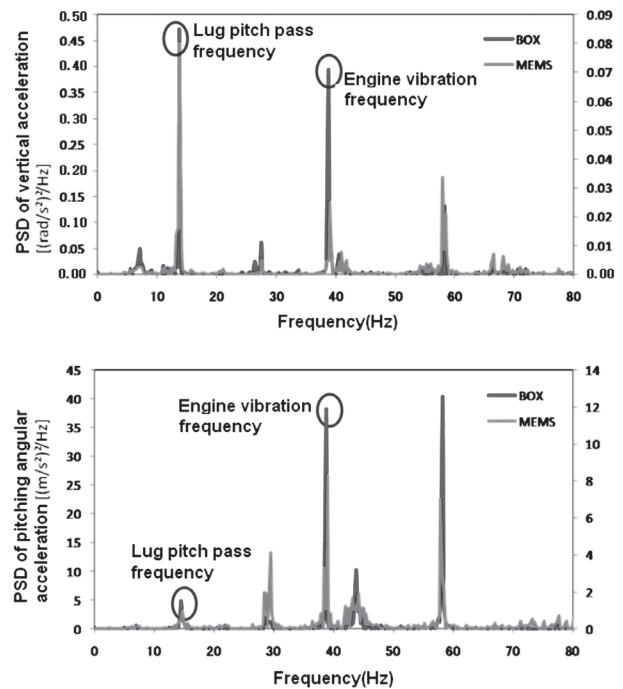 0.50
0.45
0.40
0.35
0.30
0.25
0.20
0.15
0.10
0.05
0.00
PSD of vertical acceleration
[(rad/s²)²/Hz]
Lug pitch pass
frequency
Engine vibration
frequency
BOX
MEMS
0.09
0.08
0.07
0.06
0.05
0.04
0.03
0.02
0.01
0.00
0 10 20 30 40 50 60 70 80
Frequency(Hz)
45
40
35
30
25
20
15
10
5
0
PSD of pitching angular
acceleration [(m/s²)²/Hz]
Engine vibration
frequency
Lug pitch pass
frequency
BOX
MEMS
14
12
10
8
6
4
2
0
0 10 20 30 40 50 60 70 80
Frequency(Hz)